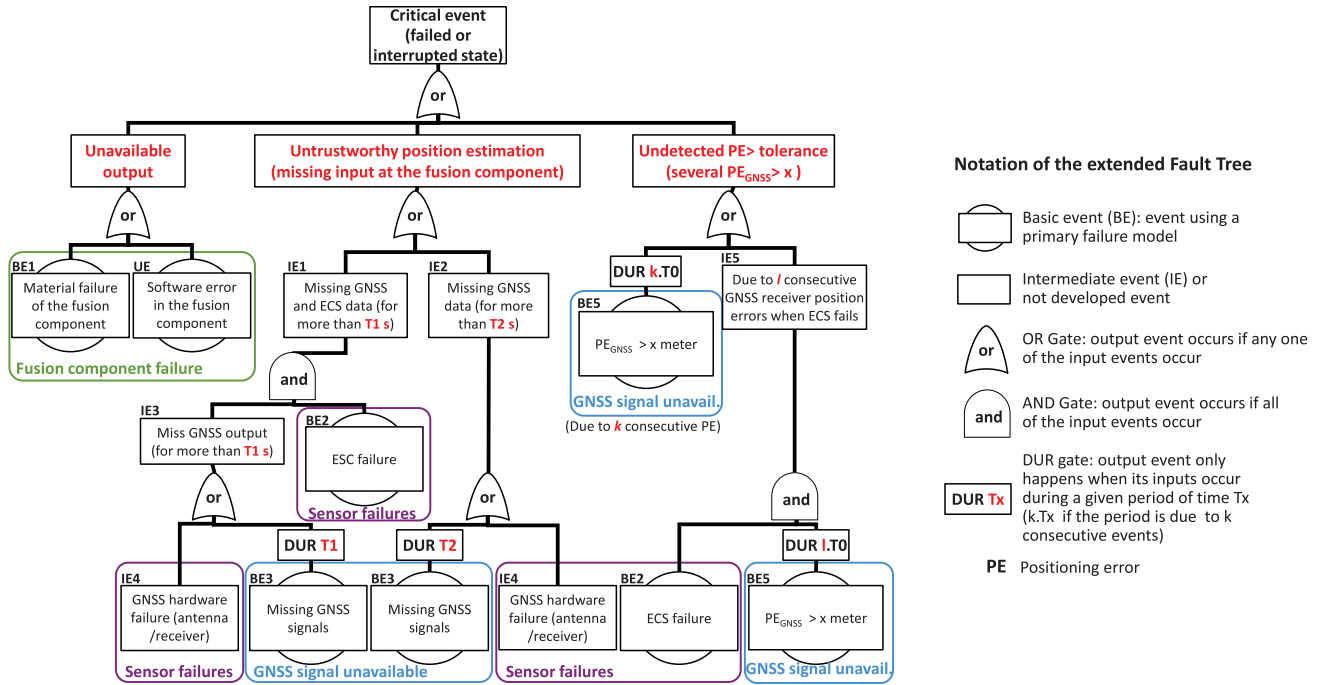 Critical event
(failed or
interrupted state)
or
Unavailable
output
Untrustworthy position estimation
(missing input at the fusion component)
Undetected PE> tolerance
(several PEGNSS> x )
or
or
or
BE1
Material failure
of the fusion
component
UE
Software error
in the fusion
component
Fusion component failure
IE1
Missing GNSS
and ECS data (for
more than T1 s)
IE2
Missing GNSS
data (for more
than T2 s)
DUR k.T0
BE5
PEGNSS > x meter
GNSS signal unavail.
(Due to k consecutive PE)
IE5
Due to l consecutive
GNSS receiver position
errors when ECS fails
and
IE3
Miss GNSS output
(for more than T1 s)
BE2
ESC failure
Sensor failures
or
or
and
DUR T1
DUR T2
DUR l.T0
IE4
GNSS hardware
failure (antenna
/receiver)
Sensor failures
BE3
Missing GNSS
signals
BE3
Missing GNSS
signals
GNSS signal unavailable
IE4
GNSS hardware
failure (antenna
/receiver)
BE2
ECS failure
Sensor failures
BE5
PEGNSS > x meter
GNSS signal unavail.
Notation of the extended Fault Tree
Basic event (BE): event using a
primary failure model
Intermediate event (IE) or
not developed event
or
OR Gate: output event occurs if any one
of the input events occur
and
AND Gate: output event occurs if all
of the input events occur
DUR Tx
DUR gate: output event only
happens when its inputs occur
during a given period of time Tx
(k.Tx if the period is due to k
consecutive events)
PE Positioning error